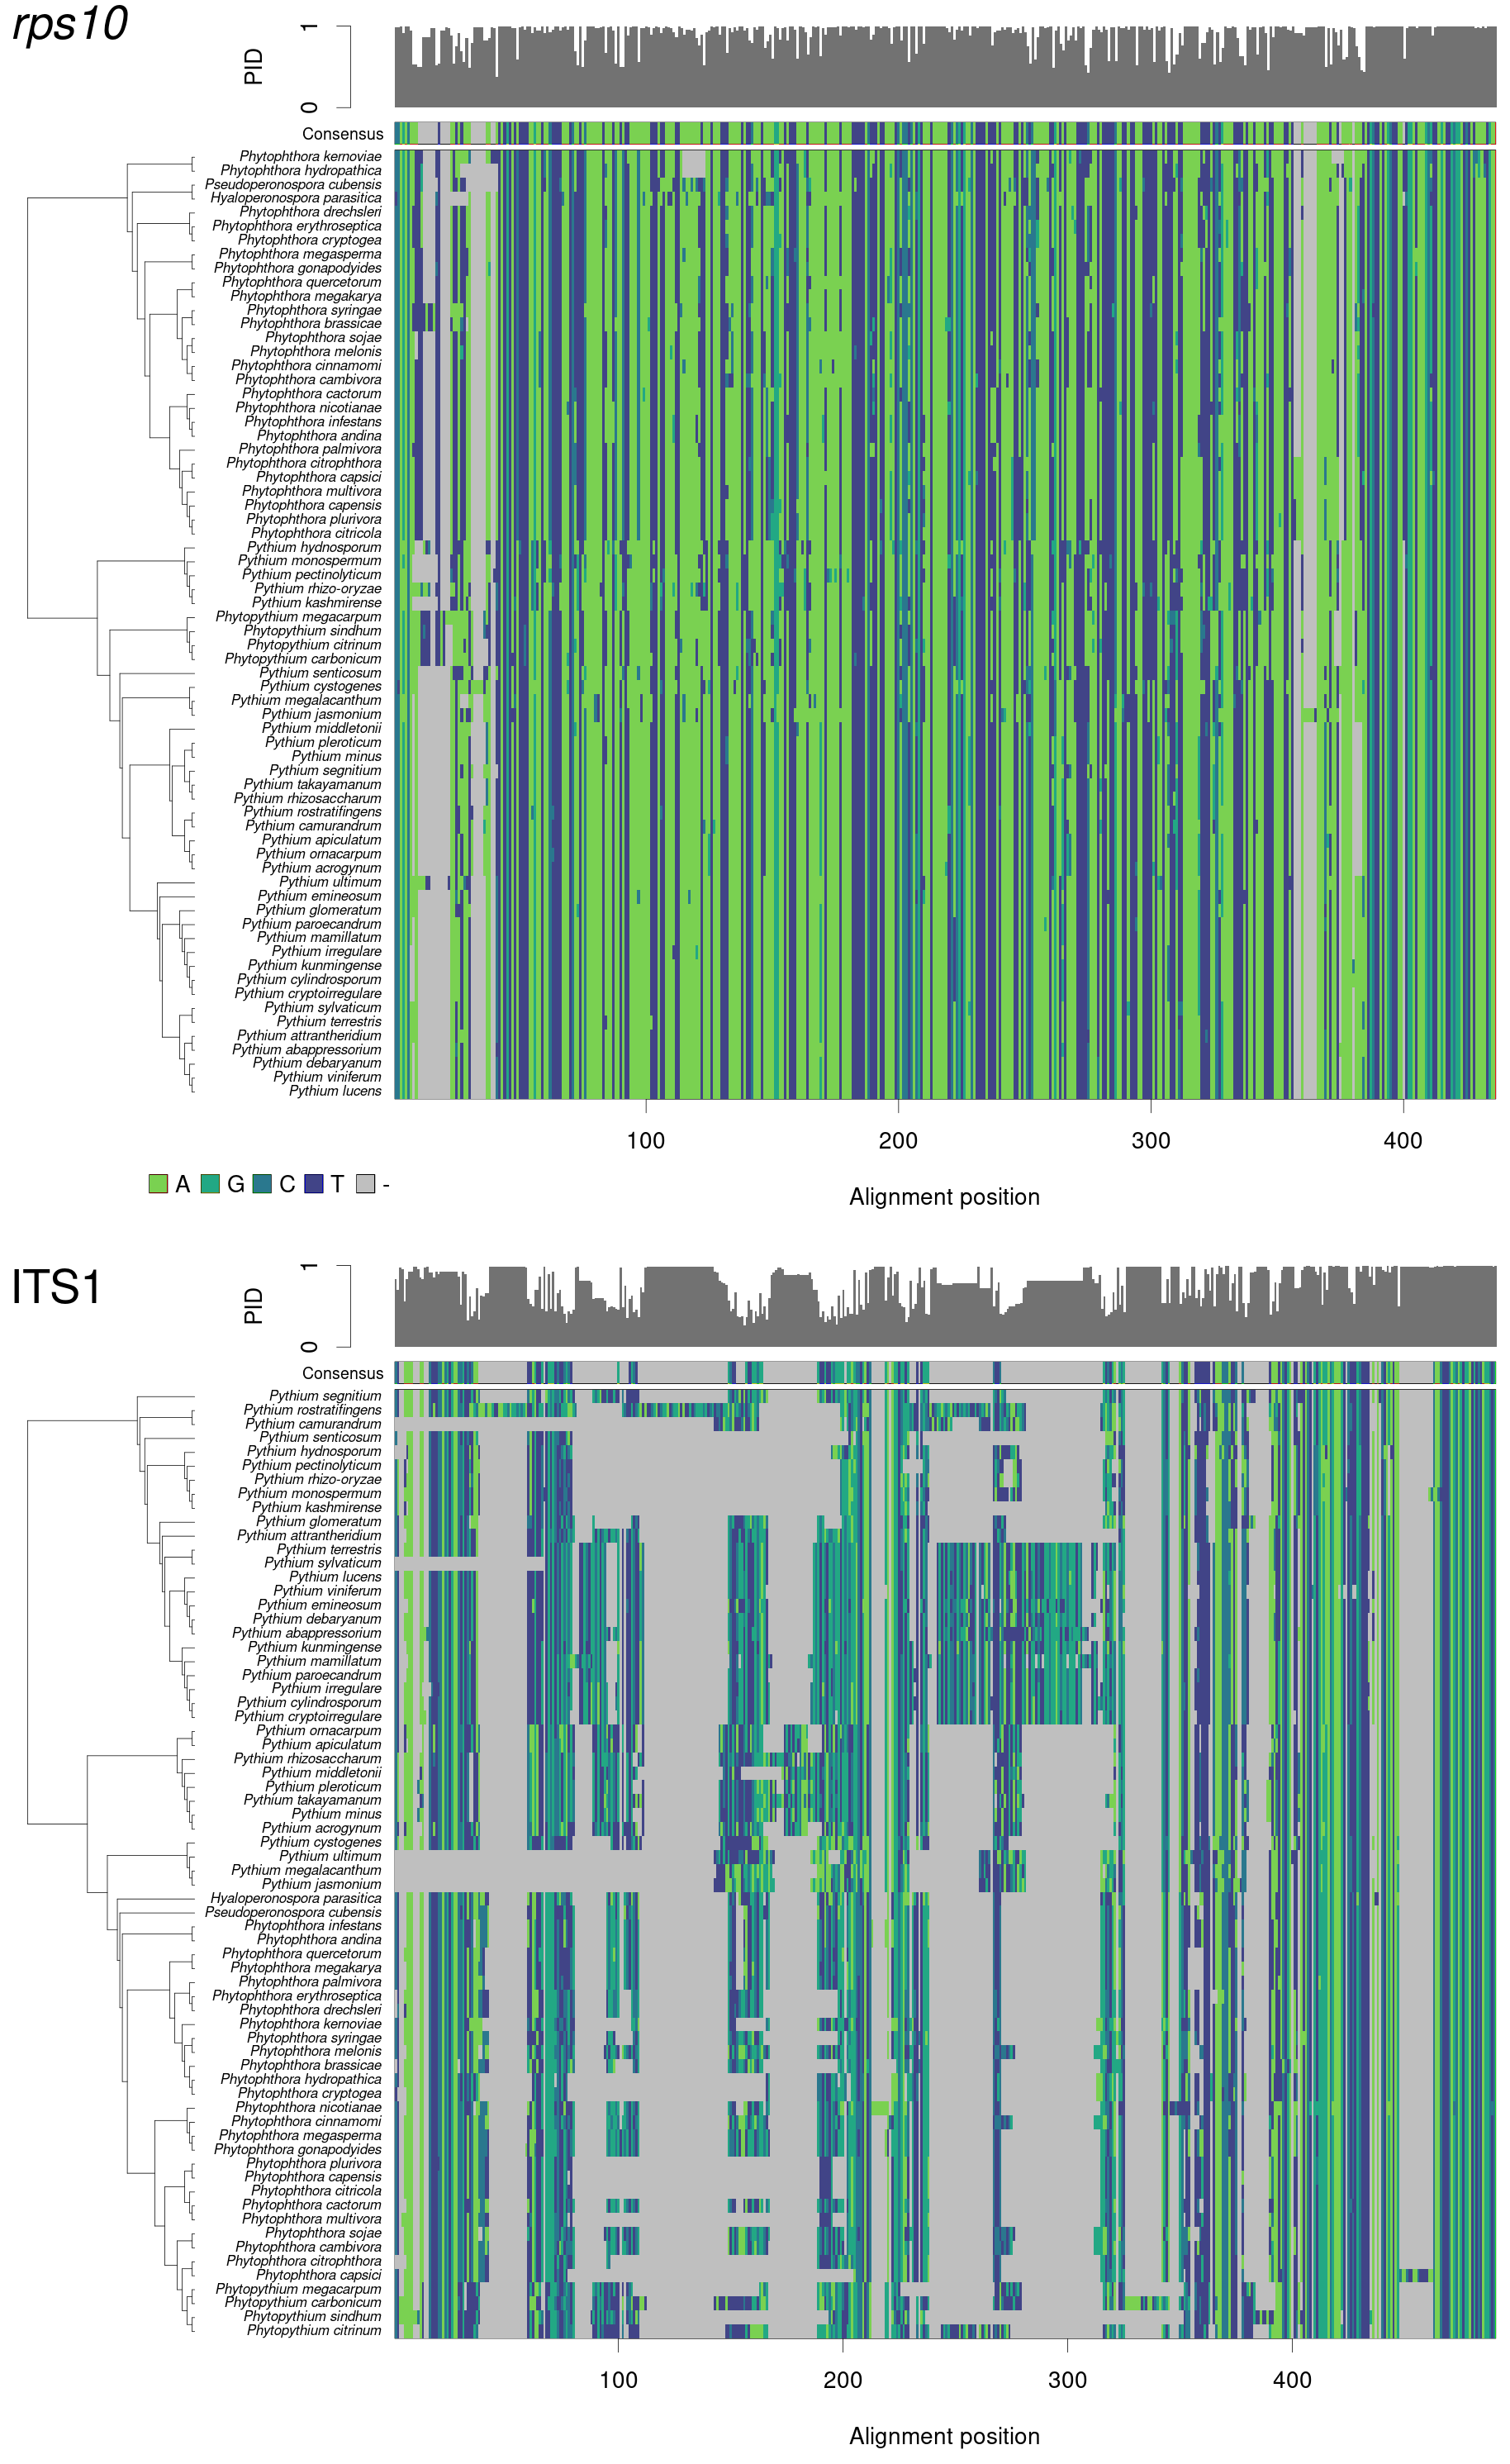 rps10
PID
0
1
Consensus
Phytophthora kernoviae
Phytophthora hydropathica
Pseudoperonospora cubensis
Hyaloperonospora parasitica
Phytophthora drechsleri
Phytophthora erythroseptica
Phytophthora cryptogea
Phytophthora megasperma
Phytophthora gonapodyides
Phytophthora quercetorum
Phytophthora megakarya
Phytophthora syringae
Phytophthora brassicae
Phytophthora sojae
Phytophthora melonis
Phytophthora cinnamomi
Phytophthora cambivora
Phytophthora cactorum
Phytophthora nicotianae
Phytophthora infestans
Phytophthora andina
Phytophthora palmivora
Phytophthora citrophthora
Phytophthora capsici
Phytophthora multivora
Phytophthora capensis
Phytophthora plurivora
Phytophthora citricola
Pythium hydnosporum
Pythium monospermum
Pythium pectinolyticum
Pythium rhizo-oryzae
Pythium kashmirense
Phytopythium megacarpum
Phytopythium sindhum
Phytopythium citrinum
Phytopythium carbonicum
Pythium senticosum
Pythium cystogenes
Pythium megalacanthum
Pythium jasmonium
Pythium middletonii
Pythium pleroticum
Pythium minus
Pythium segnitium
Pythium takayamanum
Pythium rhizosaccharum
Pythium rostratifingens
Pythium camurandrum
Pythium apiculatum
Pythium ornacarpum
Pythium acrogynum
Pythium ultimum
Pythium emineosum
Pythium glomeratum
Pythium paroecandrum
Pythium mamillatum
Pythium irregulare
Pythium kunmingense
Pythium cylindrosporum
Pythium cryptoirregulare
Pythium sylvaticum
Pythium terrestris
Pythium attrantheridium
Pythium abappressorium
Pythium debaryanum
Pythium viniferum
Pythium lucens
100 200 300 400
A G C T -
Alignment position
ITS1
PID
0
1
Consensus
Pythium segnitium
Pythium rostratifingens
Pythium camurandrum
Pythium senticosum
Pythium hydnosporum
Pythium pectinolyticum
Pythium rhizo-oryzae
Pythium monospermum
Pythium kashmirense
Pythium glomeratum
Pythium attrantheridium
Pythium terrestris
Pythium sylvaticum
Pythium lucens
Pythium viniferum
Pythium emineosum
Pythium debaryanum
Pythium abappressorium
Pythium kunmingense
Pythium mamillatum
Pythium paroecandrum
Pythium irregulare
Pythium cylindrosporum
Pythium cryptoirregulare
Pythium ornacarpum
Pythium apiculatum
Pythium rhizosaccharum
Pythium middletonii
Pythium pleroticum
Pythium takayamanum
Pythium minus
Pythium acrogynum
Pythium cystogenes
Pythium ultimum
Pythium megalacanthum
Pythium jasmonium
Hyaloperonospora parasitica
Pseudoperonospora cubensis
Phytophthora infestans
Phytophthora andina
Phytophthora quercetorum
Phytophthora megakarya
Phytophthora palmivora
Phytophthora erythroseptica
Phytophthora drechsleri
Phytophthora kernoviae
Phytophthora syringae
Phytophthora melonis
Phytophthora brassicae
Phytophthora hydropathica
Phytophthora cryptogea
Phytophthora nicotianae
Phytophthora cinnamomi
Phytophthora megasperma
Phytophthora gonapodyides
Phytophthora plurivora
Phytophthora capensis
Phytophthora citricola
Phytophthora cactorum
Phytophthora multivora
Phytophthora sojae
Phytophthora cambivora
Phytophthora citrophthora
Phytophthora capsici
Phytopythium megacarpum
Phytopythium carbonicum
Phytopythium sindhum
Phytopythium citrinum
100 200 300 400
Alignment position